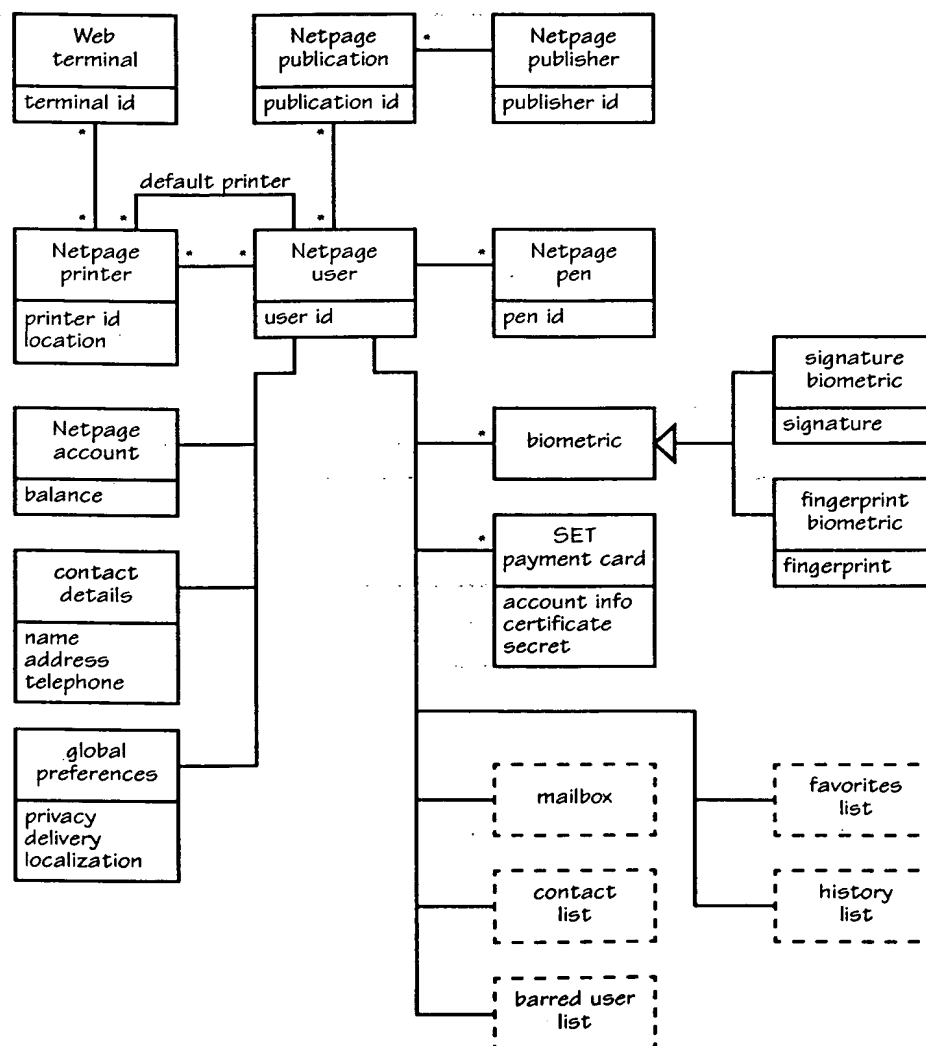 Web
terminal
terminal id
Netpage
publication
publication id
*
Netpage
publisher
publisher id
*
*
default printer
*
*
*
Netpage
printer
printer id
location
*
*
Netpage
user
user id
*
Netpage
pen
pen id
signature
biometric
signature
Netpage
account
balance
*
biometric
fingerprint
biometric
fingerprint
*
SET
payment card
account info
certificate
secret
contact
details
name
address
telephone
global
preferences
privacy
delivery
localization
mailbox
favorites
list
contact
list
history
list
barred user
list